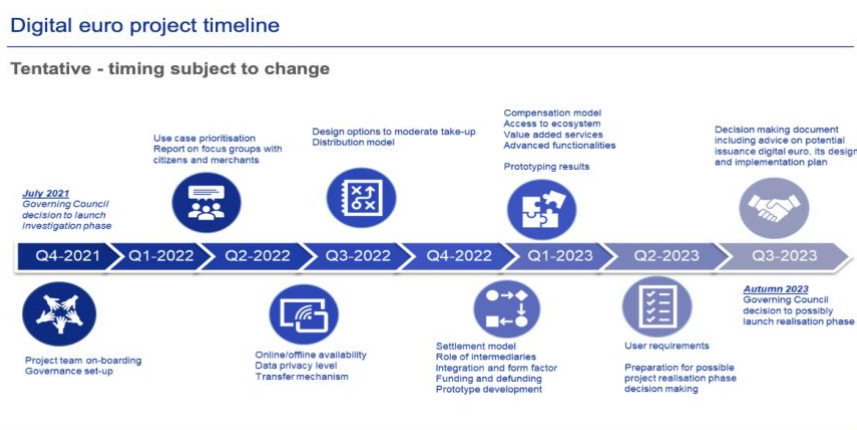 Digital euro project timeline
Tentative - timing subject to change
July 2021
Governing Council
decision to launch
investigation phase
Use case prioritisation
Report on focus groups with
citizens and merchants
Design options to moderate take-up
Distribution model
Compensation model
Access to ecosystem
Value added services
Advanced functionalities
Prototyping results
Decision making document
including advice on potential
issuance digital euro, its design
and implementation plan
Q4-2021
Q1-2022
Q2-2022
Q3-2022
Q4-2022
Q1-2023
Q2-2023
Q3-2023
Project team on-boarding
Governance set-up
Online/offline availability
Data privacy level
Transfer mechanism
Settlement model
Role of intermediaries
Integration and form factor
Funding and defunding
Prototype development
User requirements
Preparation for possible
project realisation phase
decision making
Autumn 2023
Governing Council
decision to possibly
launch realisation phase